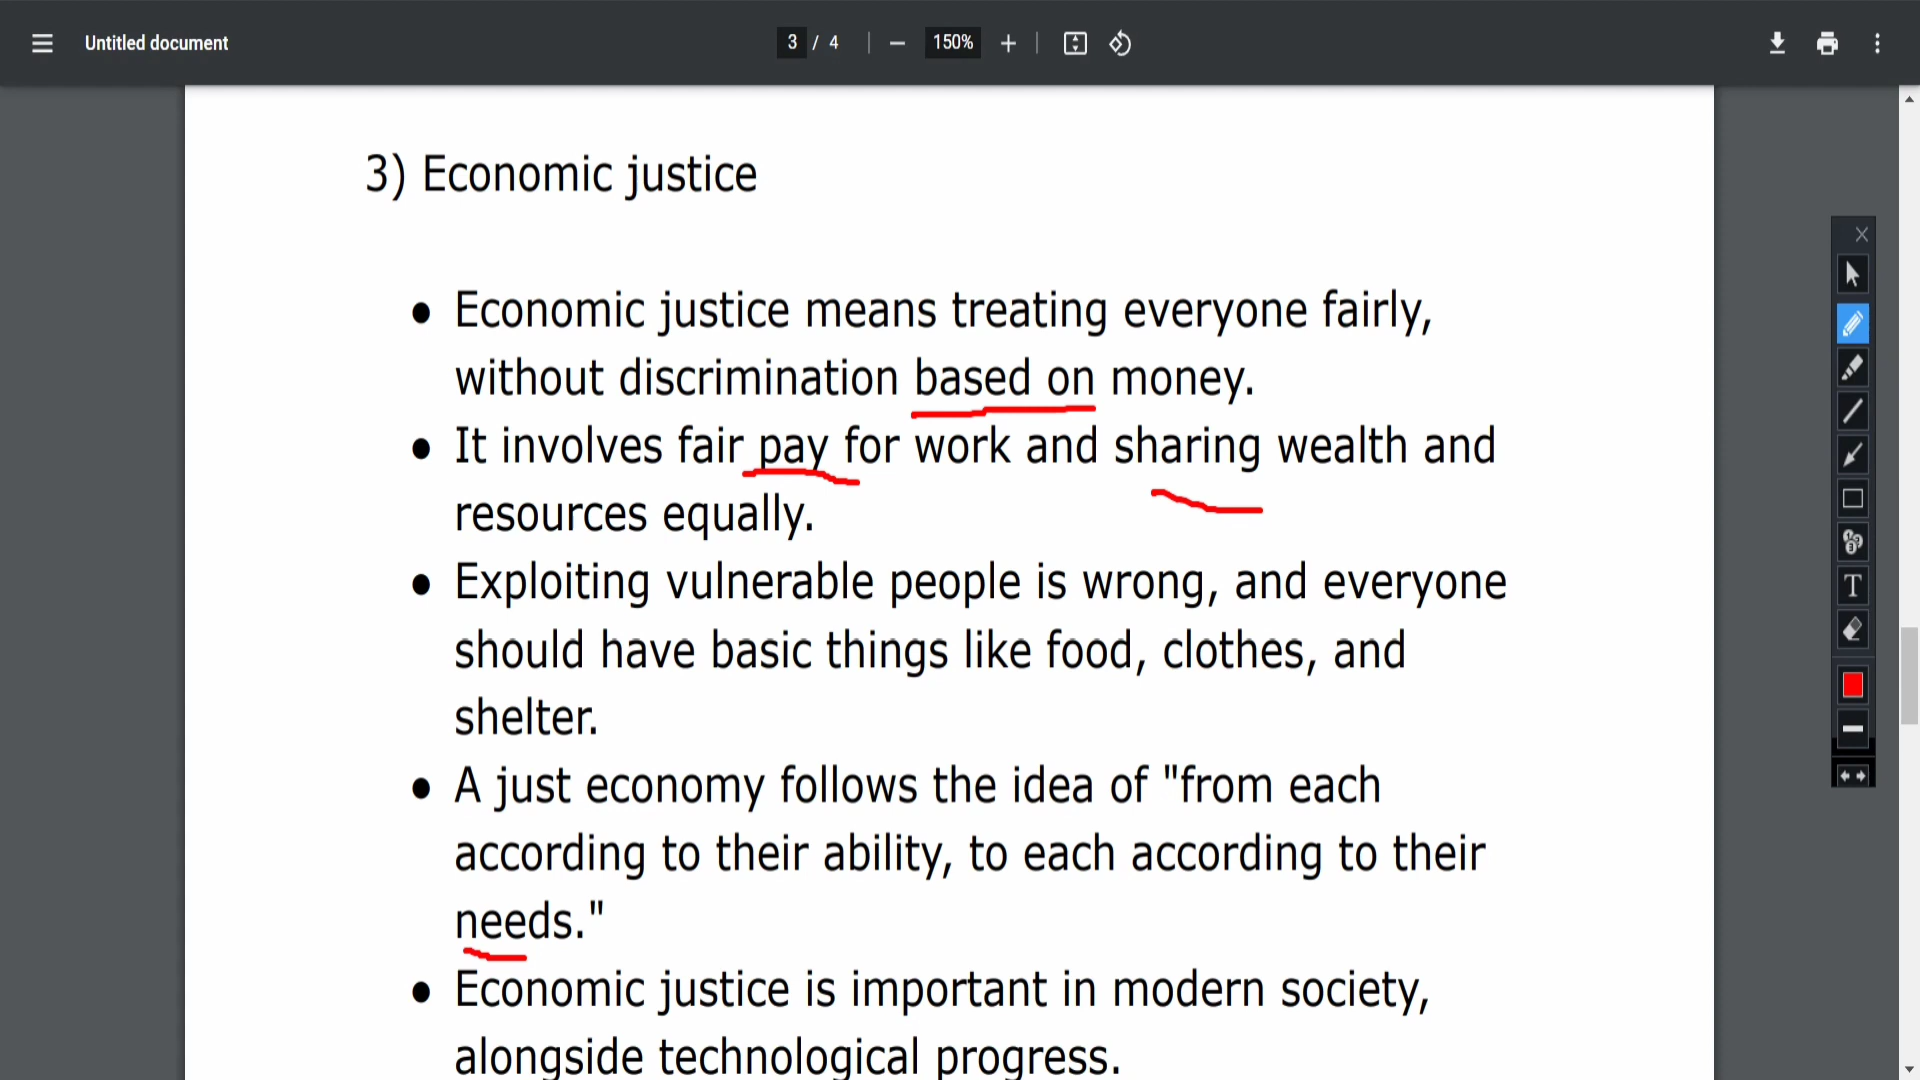 Untitled document
3 / 4
150%
3) Economic justice
● Economic justice means treating everyone fairly,
without discrimination based on money.
● It involves fair pay for work and sharing wealth and
resources equally.
● Exploiting vulnerable people is wrong, and everyone
should have basic things like food, clothes, and
shelter.
● A just economy follows the idea of "from each
according to their ability, to each according to their
needs."
● Economic justice is important in modern society,
alongside technological progress.